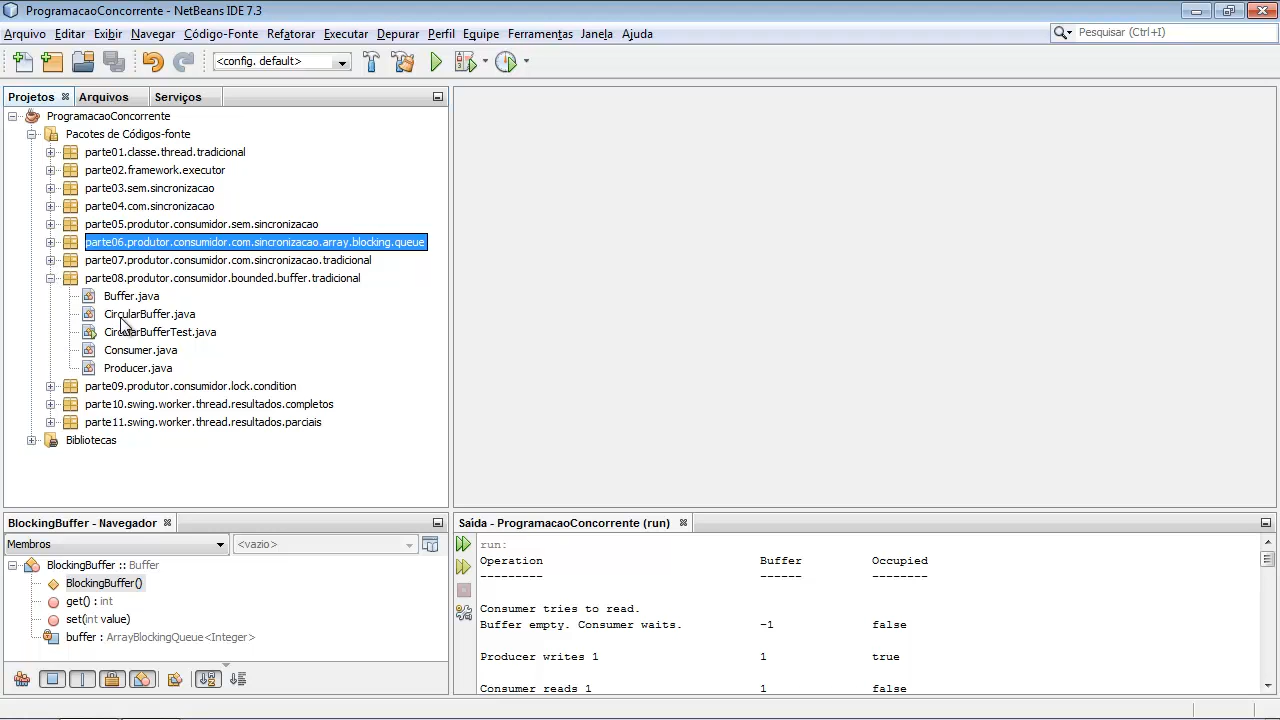 ProgramacaoConcorrente - NetBeans IDE 7.3
Arquivo Editar Exibir Navegar Código-Fonte Refatorar Executar Depurar Perfil Equipe Ferramentas Janela Ajuda
Pesquisar (Ctrl+I)
<config. default>
Projetos Arquivos Serviços
ProgramacaoConcorrente
Pacotes de Códigos-fonte
parte01.classe.thread.tradicional
parte02.framework.executor
parte03.sem.sincronizacao
parte04.com.sincronizacao
parte05.produtor.consumidor.sem.sincronizacao
parte06.produtor.consumidor.com.sincronizacao.array.blocking.queue
parte07.produtor.consumidor.com.sincronizacao.tradicional
parte08.produtor.consumidor.bounded.buffer.tradicional
Buffer.java
CircularBuffer.java
CircularBufferTest.java
Consumer.java
Producer.java
parte09.produtor.consumidor.lock.condition
parte10.swing.worker.thread.resultados.completos
parte11.swing.worker.thread.resultados.parciais
Bibliotecas
BlockingBuffer - Navegador
Membros <vazio>
BlockingBuffer :: Buffer
BlockingBuffer()
get() : int
set(int value)
buffer : ArrayBlockingQueue<Integer>
Saída - ProgramacaoConcorrente (run)
run:
Operation Buffer Occupied
--------- ------ --------
Consumer tries to read.
Buffer empty. Consumer waits. -1 false
Producer writes 1 1 true
Consumer reads 1 1 false